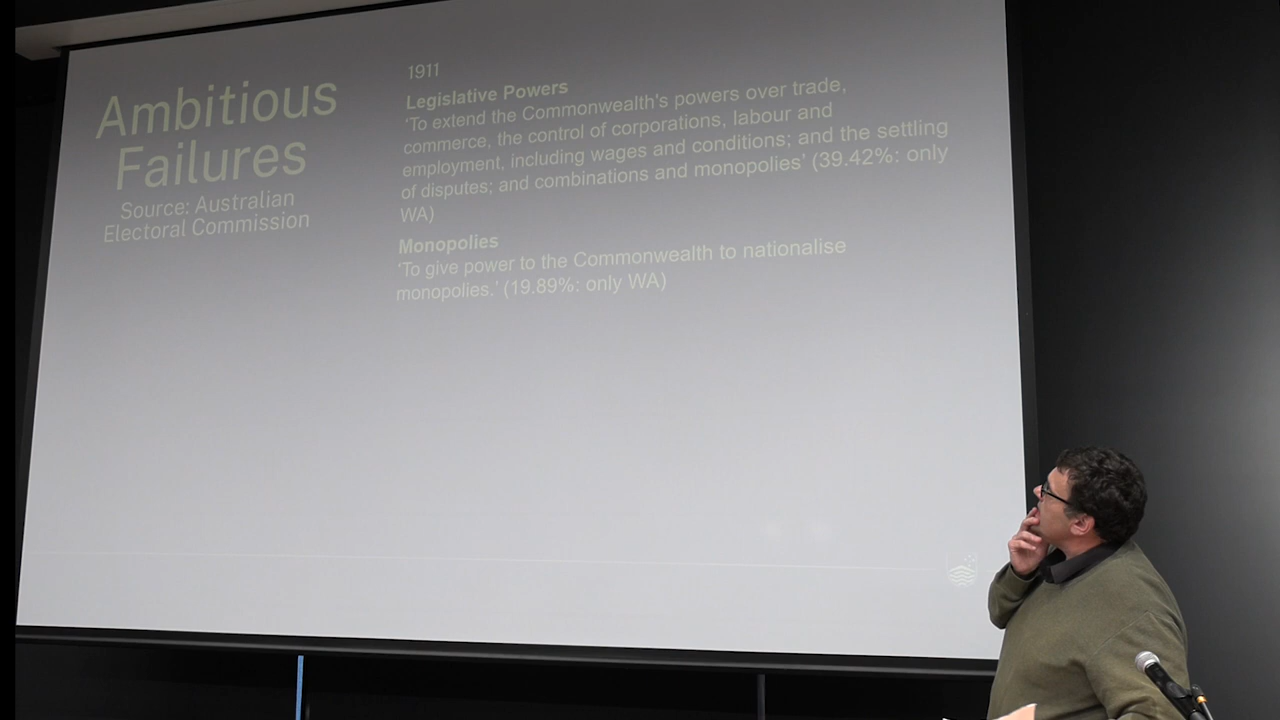 Ambitious
Failures
Source: Australian
Electoral Commission
1911
Legislative Powers
‘To extend the Commonwealth's powers over trade,
commerce, the control of corporations, labour and
employment, including wages and conditions; and the settling
of disputes; and combinations and monopolies’ (39.42%: only
WA)
Monopolies
‘To give power to the Commonwealth to nationalise
monopolies.’ (19.89%: only WA)